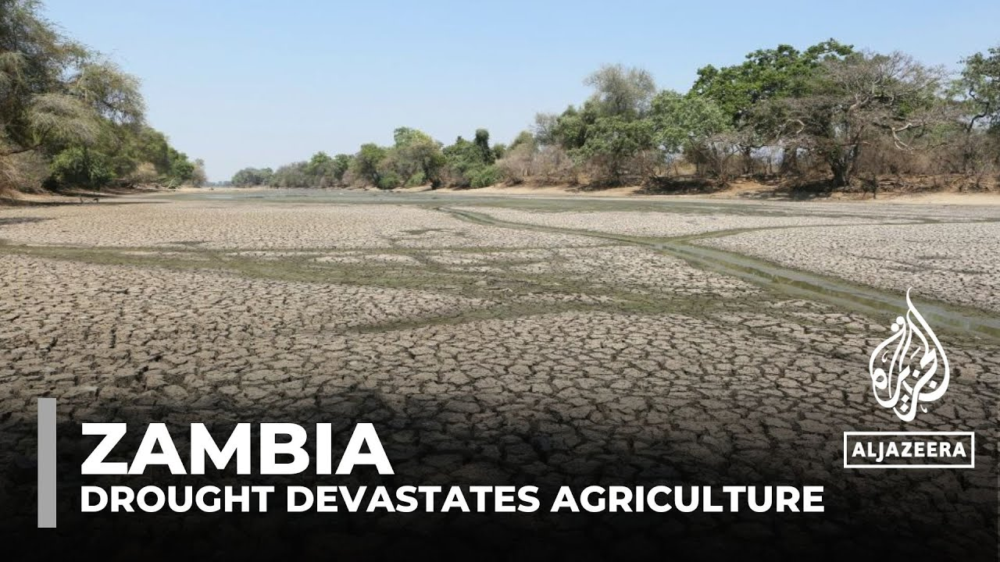 الجزيرة
ALJAZEERA
ZAMBIA
DROUGHT DEVASTATES AGRICULTURE